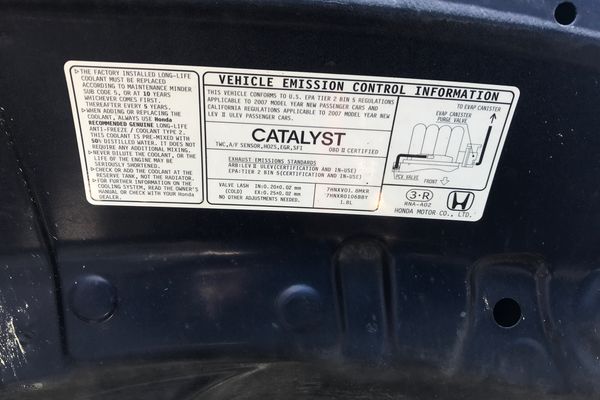 ▷THE FACTORY INSTALLED LONG-LIFE
COOLANT MUST BE REPLACED
ACCORDING TO MAINTENANCE MINDER
SUB CODE 5, OR AT 10 YEARS
WHICHEVER COMES FIRST.
THEREAFTER EVERY 5 YEARS.
▷WHEN ADDING OR REPLACING THE
COOLANT, ALWAYS USE Honda
RECOMMENDED GENUINE LONG-LIFE
ANTI-FREEZE / COOLANT TYPE 2.
THIS COOLANT IS PRE-MIXED WITH
50% DISTILLED WATER. IT DOES NOT
REQUIRE ANY ADDITIONAL MIXING.
▷NEVER DILUTE THE COOLANT, OR THE
LIFE OF THE ENGINE MAY BE
SERIOUSLY SHORTENED.
▷CHECK OR ADD THE COOLANT AT THE
RESERVE TANK, NOT THE RADIATOR.
▷FOR FURTHER INFORMATION ON THE
COOLING SYSTEM, READ THE OWNER'S
MANUAL OR CHECK WITH YOUR Honda
DEALER.
VEHICLE EMISSION CONTROL INFORMATION
THIS VEHICLE CONFORMS TO U.S. EPA TIER 2 BIN 5 REGULATIONS
APPLICABLE TO 2007 MODEL YEAR NEW PASSENGER CARS AND
CALIFORNIA REGULATIONS APPLICABLE TO 2007 MODEL YEAR NEW
LEV II ULEV PASSENGER CARS.
CATALYST
TWC, A/F SENSOR, HO2S, EGR, SFI
OBD II CERTIFIED
EXHAUST EMISSIONS STANDARDS
ARB:LEV II ULEV(CERTIFICATION AND IN-USE)
EPA:TIER 2 BIN 5(CERTIFICATION AND IN-USE)
VALVE LASH IN:0.20±0.02 mm
(COLD) EX:0.25±0.02 mm
NO OTHER ADJUSTMENTS NEEDED.
7HNXV01.8MKR
7HNXR0106BBY
1.8L
TO EVAP CANISTER
EVAP CANISTER
PURGE VALVE
PCV VALVE
FRONT
3-R
RNA-A02
HONDA MOTOR CO., LTD.